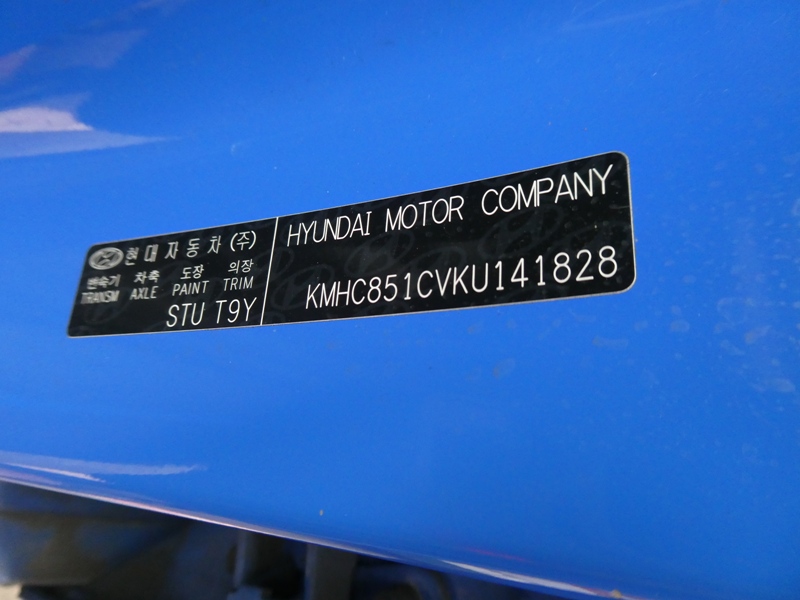 현대자동차(주)
변속기 차축 도장 의장
TRANSM AXLE PAINT TRIM
STU T9Y
HYUNDAI MOTOR COMPANY
KMHC851CVKU141828